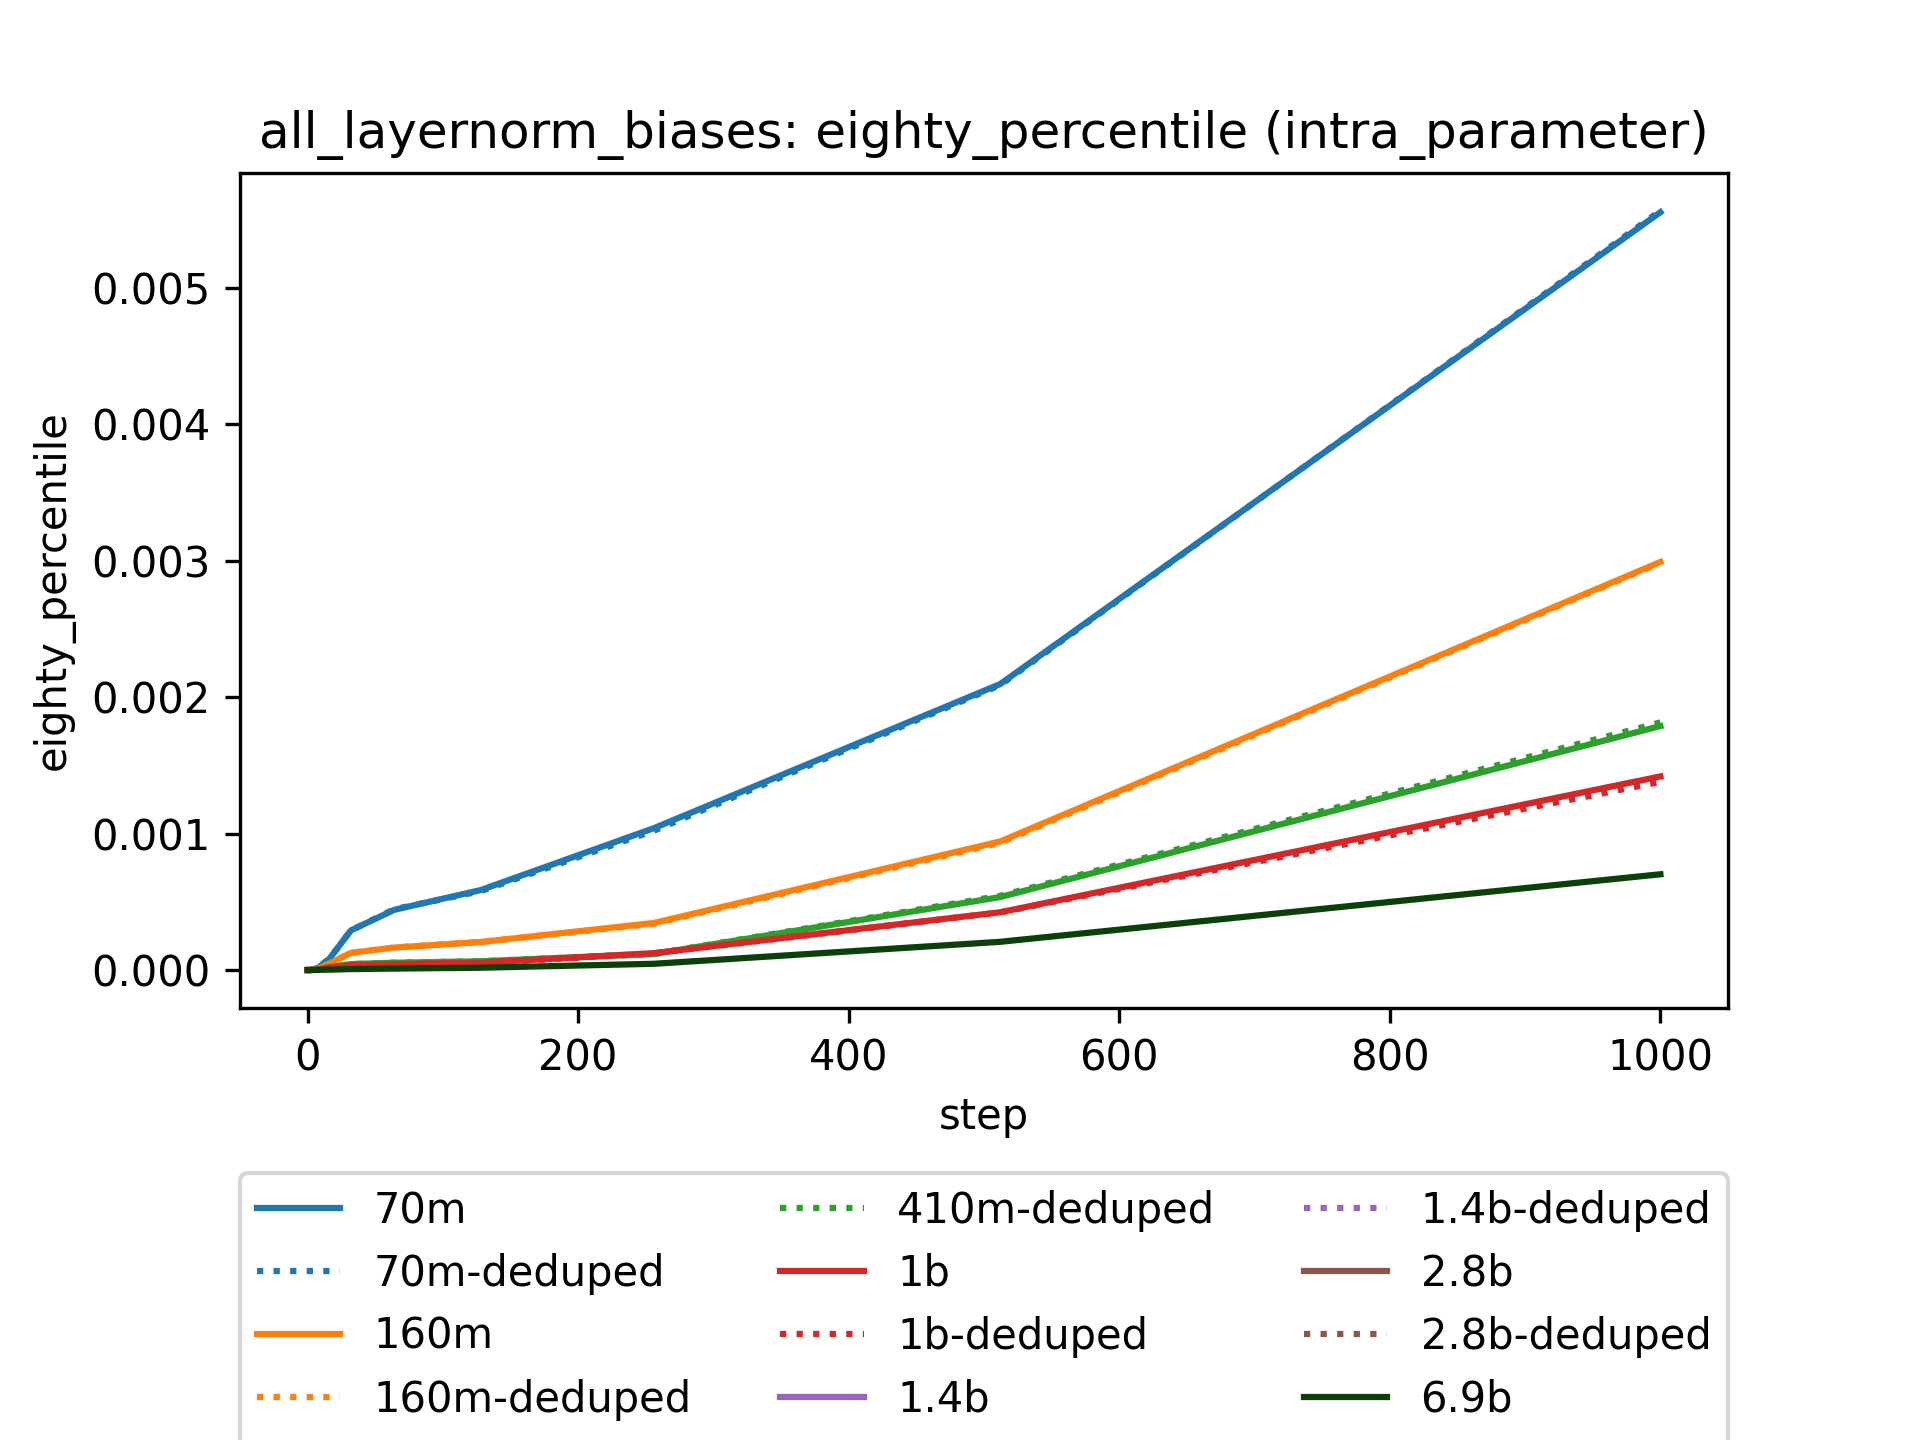 all_layernorm_biases: eighty_percentile (intra_parameter)
eighty_percentile
0.005
0.004
0.003
0.002
0.001
0.000
0 200 400 600 800 1000
step
70m
70m-deduped
160m
160m-deduped
410m-deduped
1b
1b-deduped
1.4b
1.4b-deduped
2.8b
2.8b-deduped
6.9b